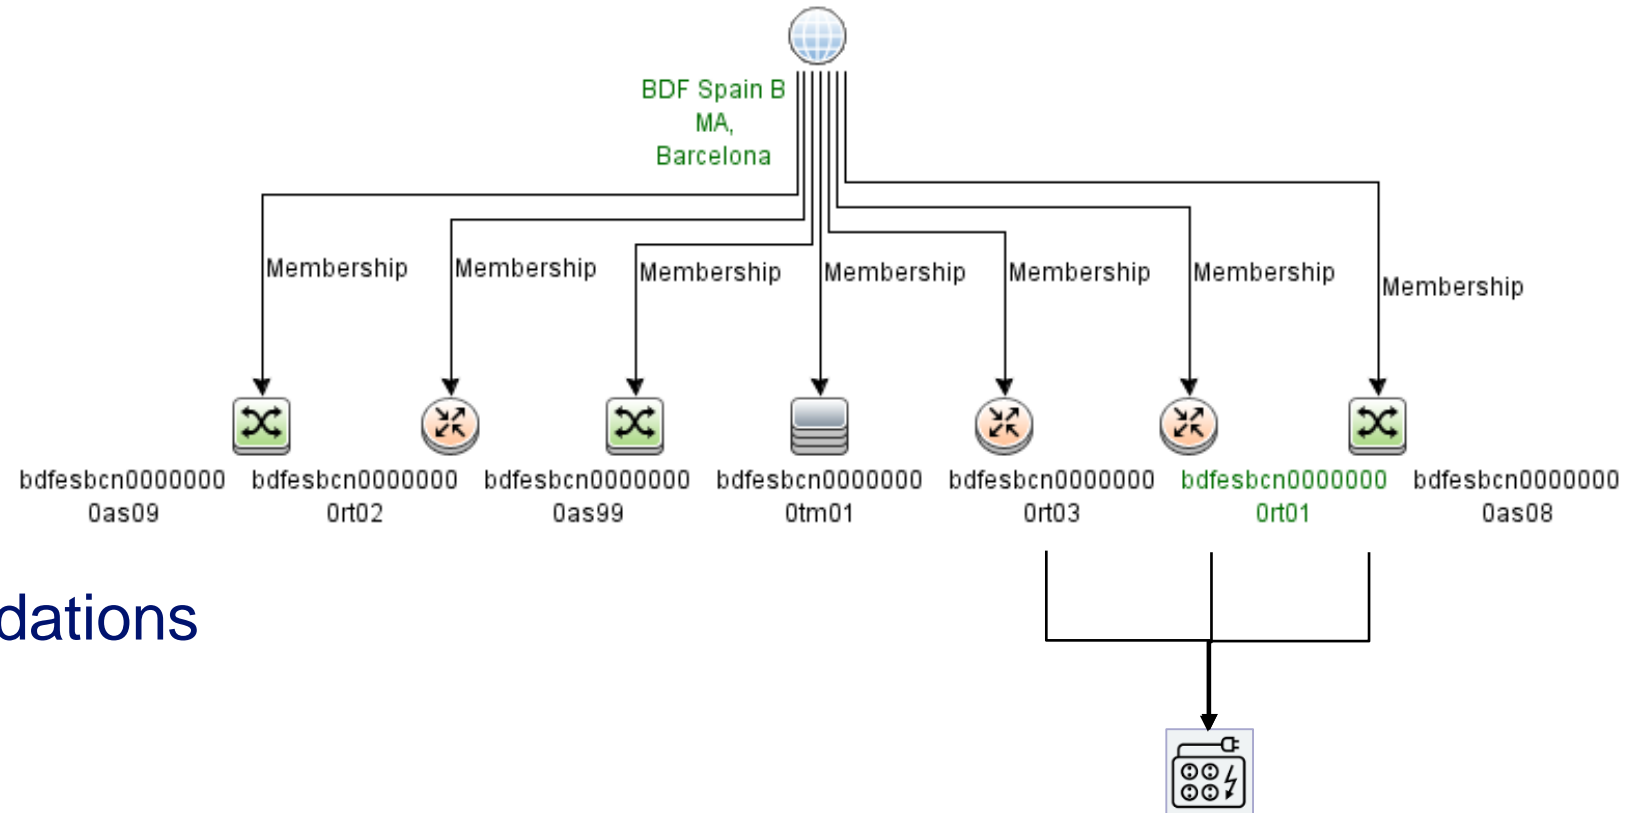 BDF Spain B
MA,
Barcelona
Membership
Membership
Membership
Membership
Membership
Membership
Membership
bdfesbcn0000000
0as09
bdfesbcn0000000
0rt02
bdfesbcn0000000
0as99
bdfesbcn0000000
0tm01
bdfesbcn0000000
0rt03
bdfesbcn0000000
0rt01
bdfesbcn0000000
0as08
dations